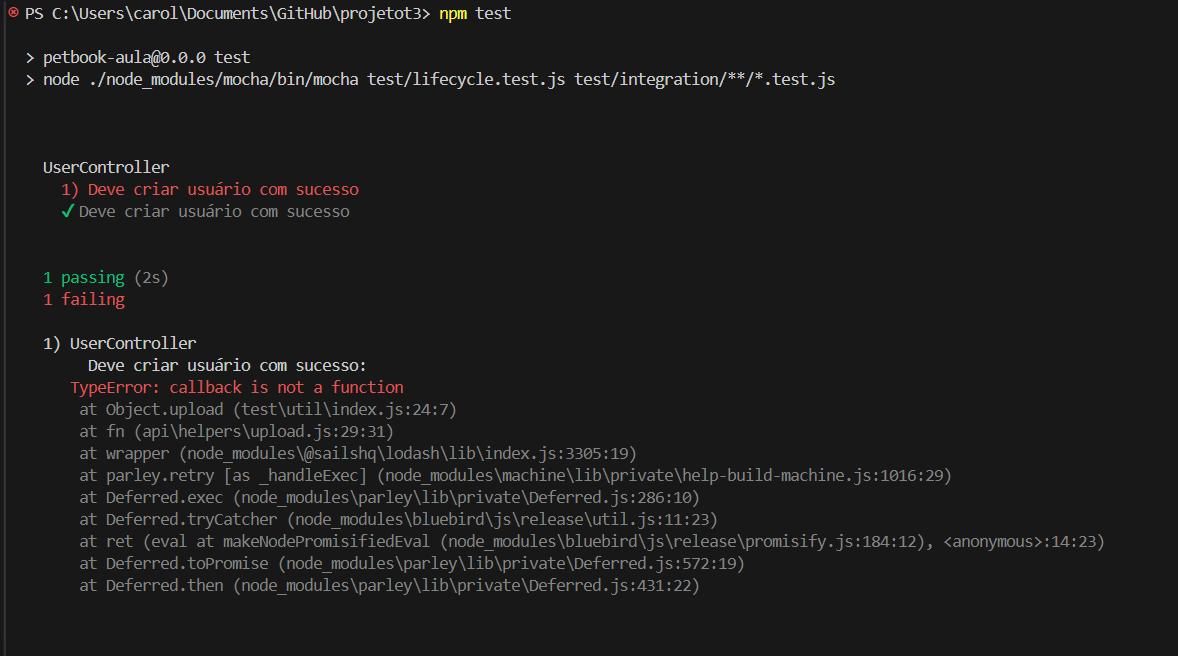 PS C:\Users\carol\Documents\GitHub\projetot3> npm test
> petbook-aula@0.0.0 test
> node ./node_modules/mocha/bin/mocha test/lifecycle.test.js test/integration/**/*.test.js
UserController
1) Deve criar usuário com sucesso
✓ Deve criar usuário com sucesso
1 passing (2s)
1 failing
1) UserController
Deve criar usuário com sucesso:
TypeError: callback is not a function
at Object.upload (test\util\index.js:24:7)
at fn (api\helpers\upload.js:29:31)
at wrapper (node_modules\@sailshq\lodash\lib\index.js:3305:19)
at parley.retry [as _handleExec] (node_modules\machine\lib\private\help-build-machine.js:1016:29)
at Deferred.exec (node_modules\parley\lib\private\Deferred.js:286:10)
at Deferred.tryCatcher (node_modules\bluebird\js\release\util.js:11:23)
at ret (eval at makeNodePromisifiedEval (node_modules\bluebird\js\release\promisify.js:184:12), <anonymous>:14:23)
at Deferred.toPromise (node_modules\parley\lib\private\Deferred.js:572:19)
at Deferred.then (node_modules\parley\lib\private\Deferred.js:431:22)